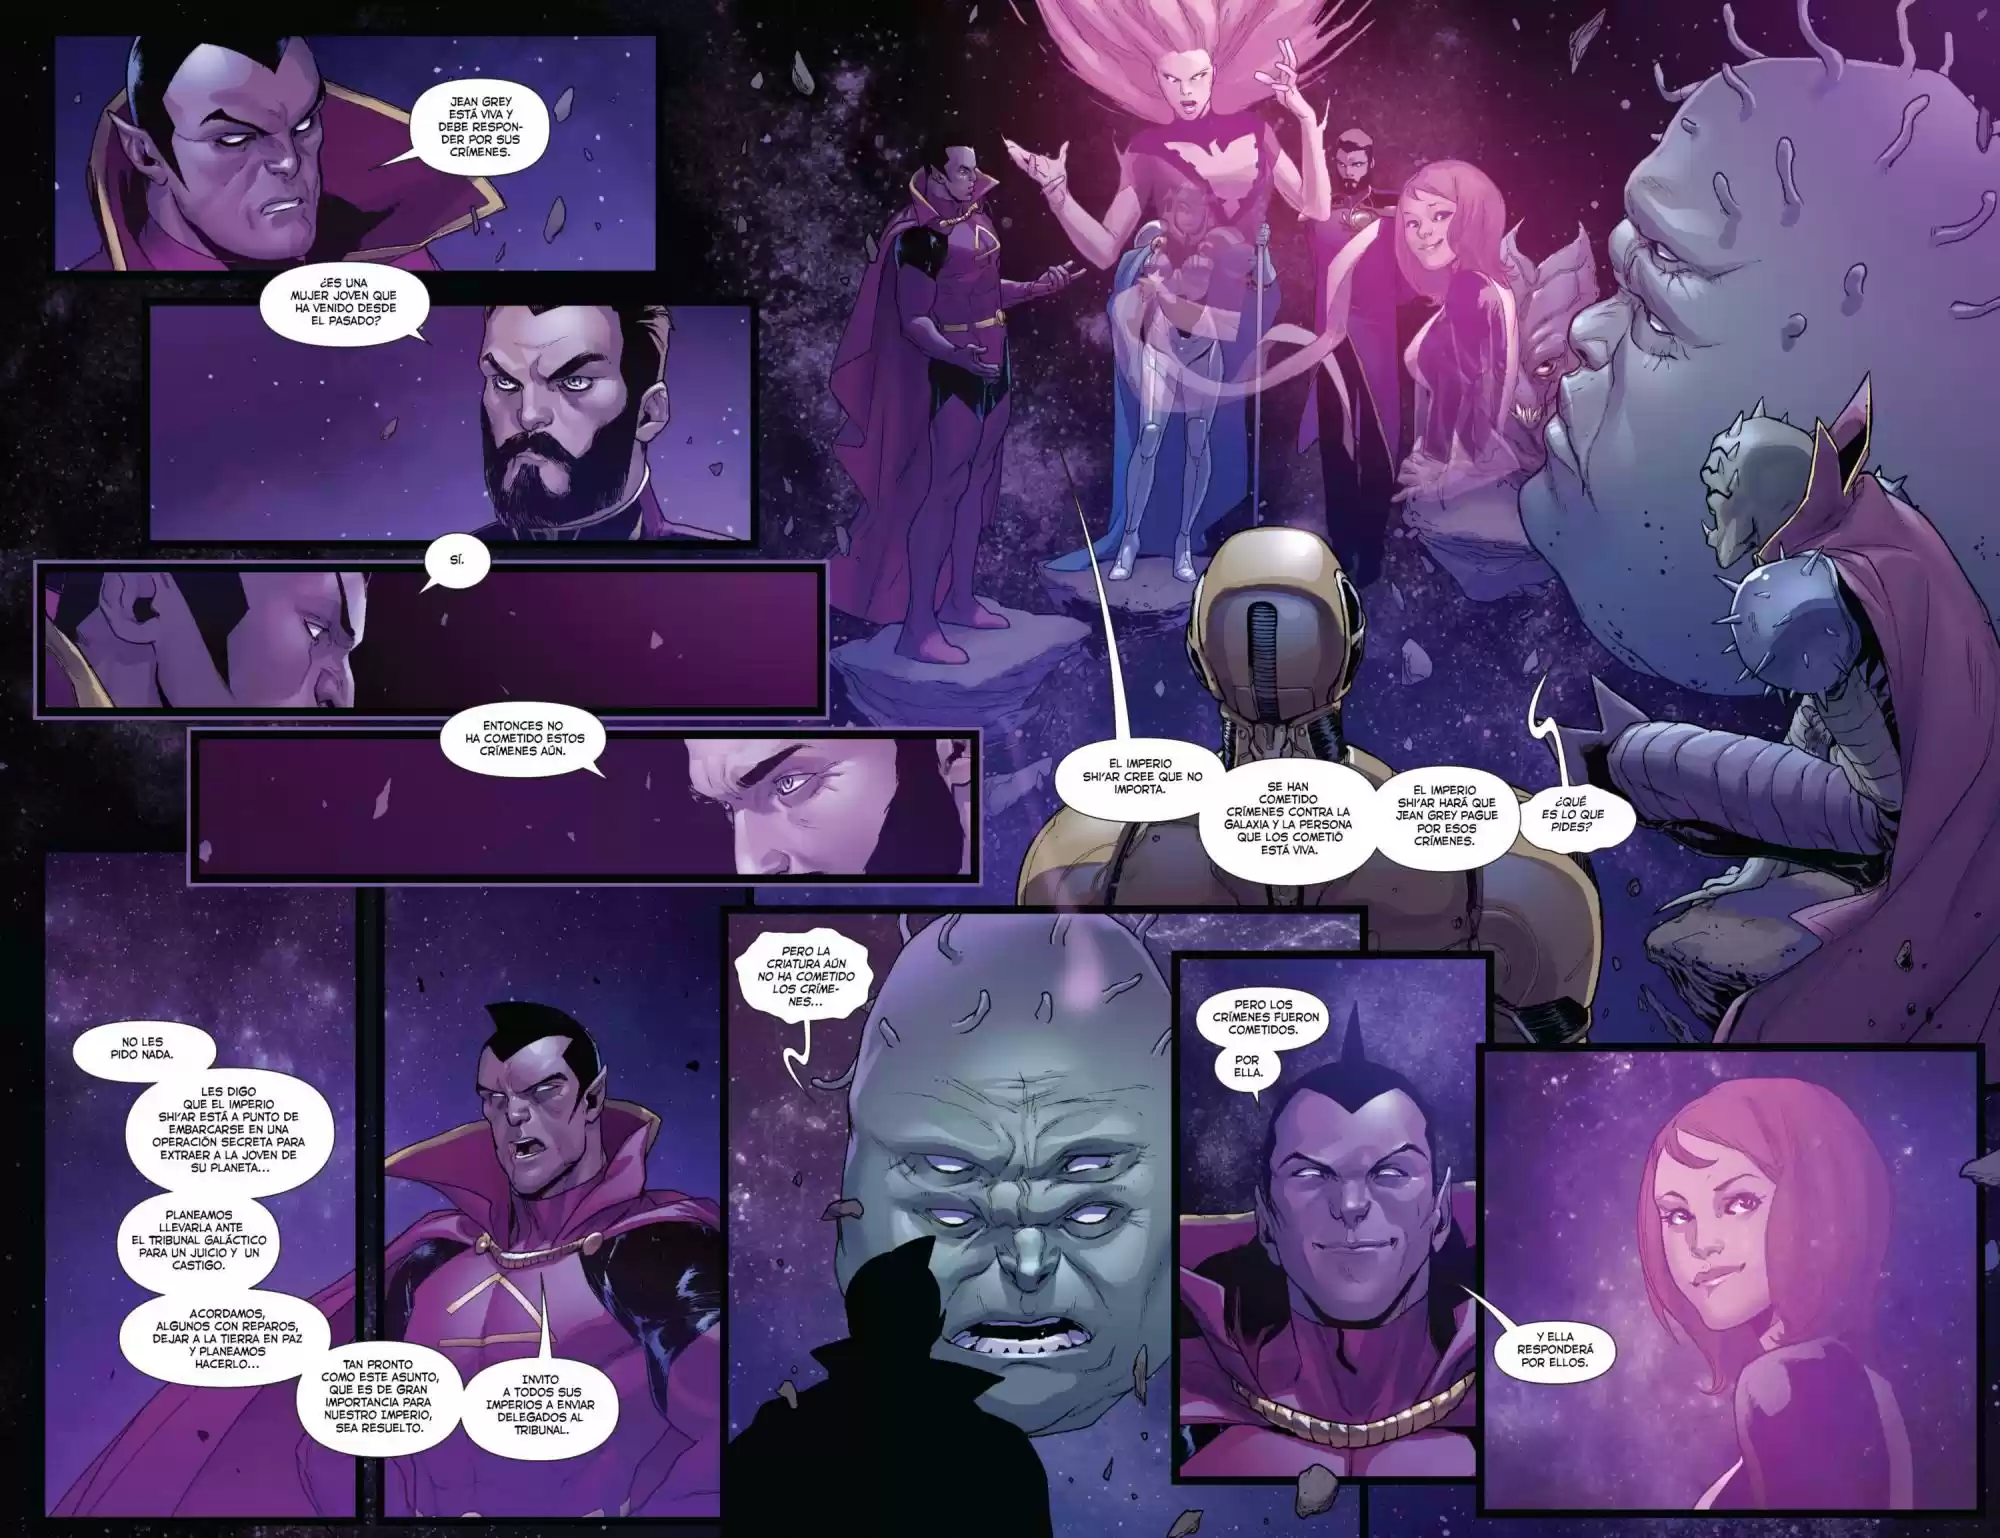 JEAN GREY
ESTÁ VIVA Y
DEBE RESPON-
DER POR SUS
CRÍMENES.
¿ES UNA
MUJER JOVEN QUE
HA VENIDO DESDE
EL PASADO?
SÍ.
ENTONCES NO
HA COMETIDO ESTOS
CRÍMENES AÚN.
EL IMPERIO
SHI'AR CREE QUE NO
IMPORTA.
SE HAN
COMETIDO
CRÍMENES CONTRA LA
GALAXIA Y LA PERSONA
QUE LOS COMETIÓ
ESTÁ VIVA.
EL IMPERIO
SHI'AR HARÁ QUE
JEAN GREY PAGUE
POR ESOS
CRÍMENES.
¿QUÉ
ES LO QUE
PIDES?
NO LES
PIDO NADA.
LES DIGO
QUE EL IMPERIO
SHI'AR ESTÁ A PUNTO DE
EMBARCARSE EN UNA
OPERACIÓN SECRETA PARA
EXTRAER A LA JOVEN DE
SU PLANETA...
PLANEAMOS
LLEVARLA ANTE
EL TRIBUNAL GALÁCTICO
PARA UN JUICIO Y UN
CASTIGO.
ACORDAMOS,
ALGUNOS CON REPAROS,
DEJAR A LA TIERRA EN PAZ
Y PLANEAMOS
HACERLO...
TAN PRONTO
COMO ESTE ASUNTO,
QUE ES DE GRAN
IMPORTANCIA PARA
NUESTRO IMPERIO,
SEA RESUELTO.
INVITO
A TODOS SUS
IMPERIOS A ENVIAR
DELEGADOS AL
TRIBUNAL.
PERO LA
CRIATURA AÚN
NO HA COMETIDO
LOS CRÍME-
NES...
PERO LOS
CRÍMENES FUERON
COMETIDOS.
POR
ELLA.
Y ELLA
RESPONDERÁ
POR ELLOS.